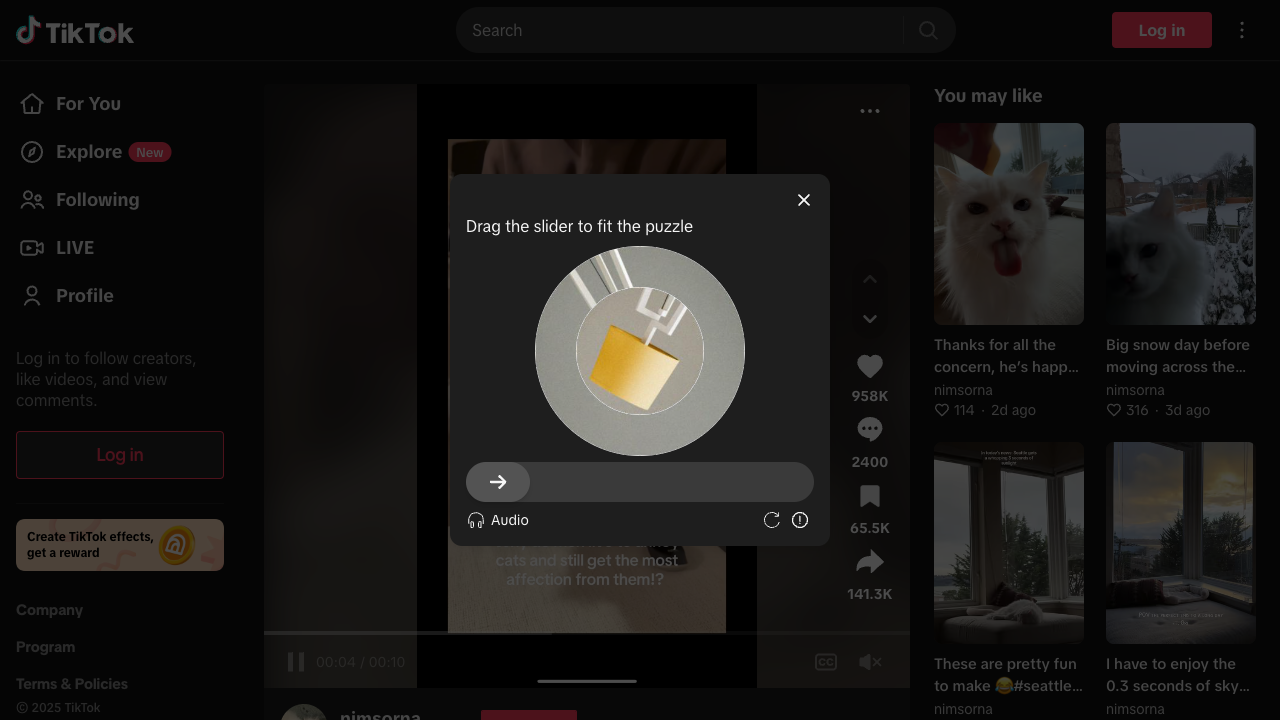 TikTok
Search
Log in
For You
Explore New
Following
LIVE
Profile
Log in to follow creators,
like videos, and view
comments.
Log in
Create TikTok effects,
get a reward
Company
Program
Terms & Policies
© 2025 TikTok
Drag the slider to fit the puzzle
Audio
cats and still get the most
affection from them!?
00:04 / 00:10
CC
nimsorna
958K
2400
65.5K
141.3K
You may like
Thanks for all the
concern, he's happ...
nimsorna
114 · 2d ago
Big snow day before
moving across the...
nimsorna
316 · 3d ago
These are pretty fun
to make 😂#seattle...
nimsorna
I have to enjoy the
0.3 seconds of sky...
nimsorna